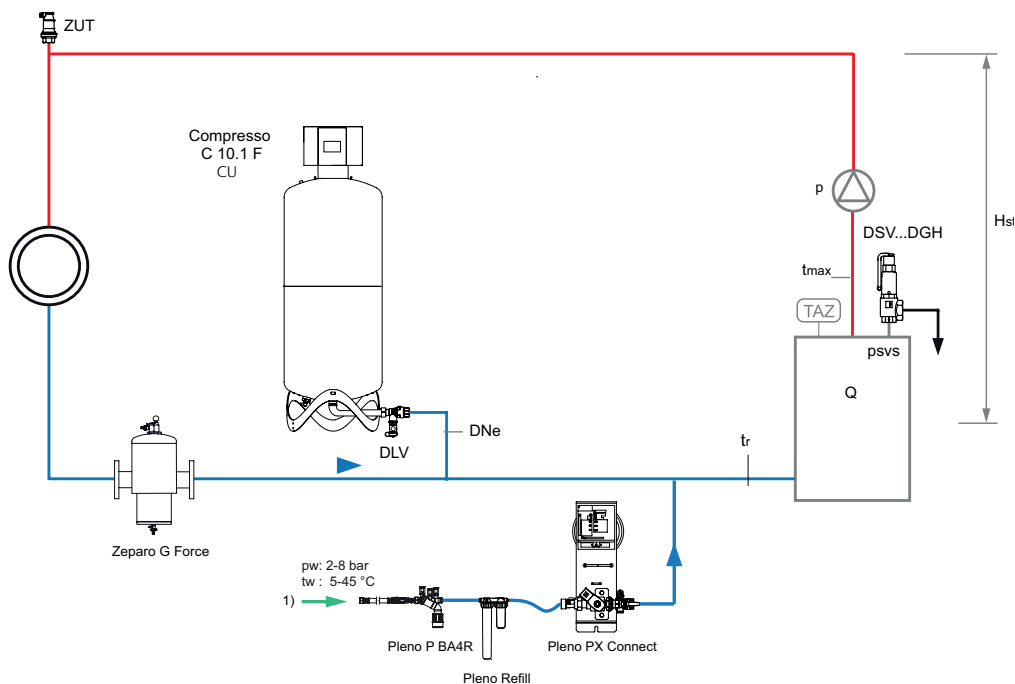 ZUT
Compresso
C 10.1 F
CU
p
Hst
DSV...DGH
tmax
TAZ
psvs
Q
DNe
DLV
tr
Zeparo G Force
pw: 2-8 bar
tw : 5-45 °C
1)
Pleno P BA4R
Pleno PX Connect
Pleno Refill